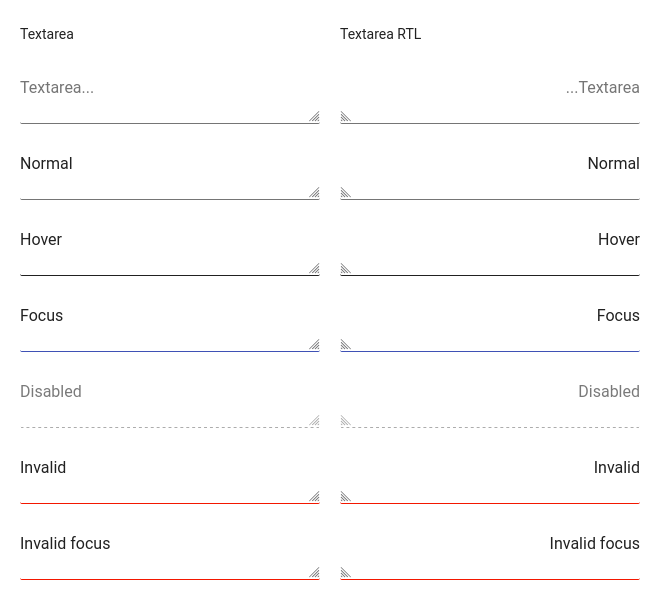 Textarea
Textarea RTL
Textarea...
...Textarea
Normal
Normal
Hover
Hover
Focus
Focus
Disabled
Disabled
Invalid
Invalid
Invalid focus
Invalid focus